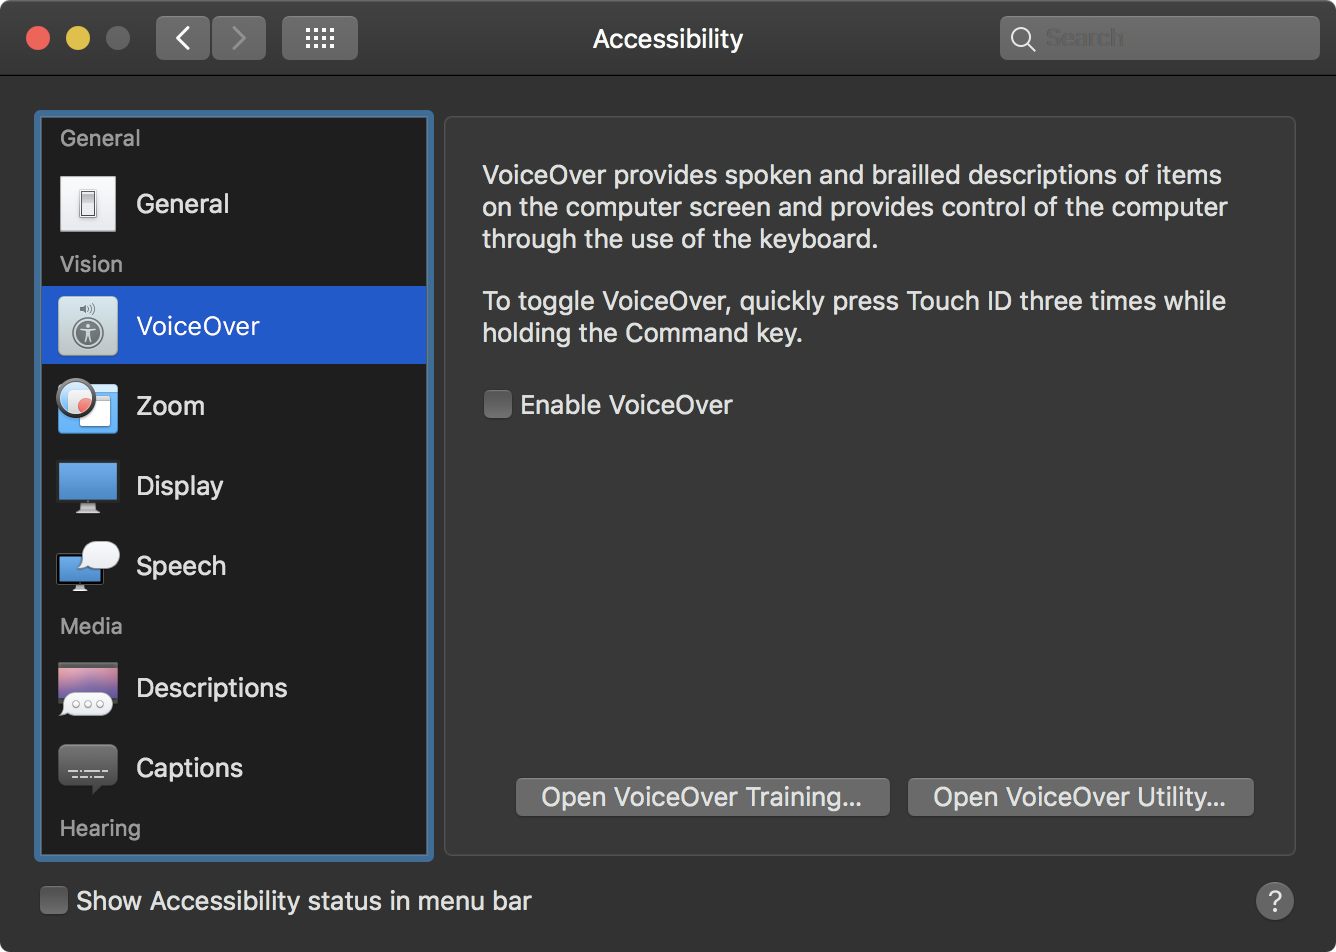 Accessibility
Search
General
General
Vision
VoiceOver
Zoom
Display
Speech
Media
Descriptions
Captions
Hearing
VoiceOver provides spoken and brailled descriptions of items
on the computer screen and provides control of the computer
through the use of the keyboard.
To toggle VoiceOver, quickly press Touch ID three times while
holding the Command key.
Enable VoiceOver
Open VoiceOver Training...
Open VoiceOver Utility...
Show Accessibility status in menu bar
?